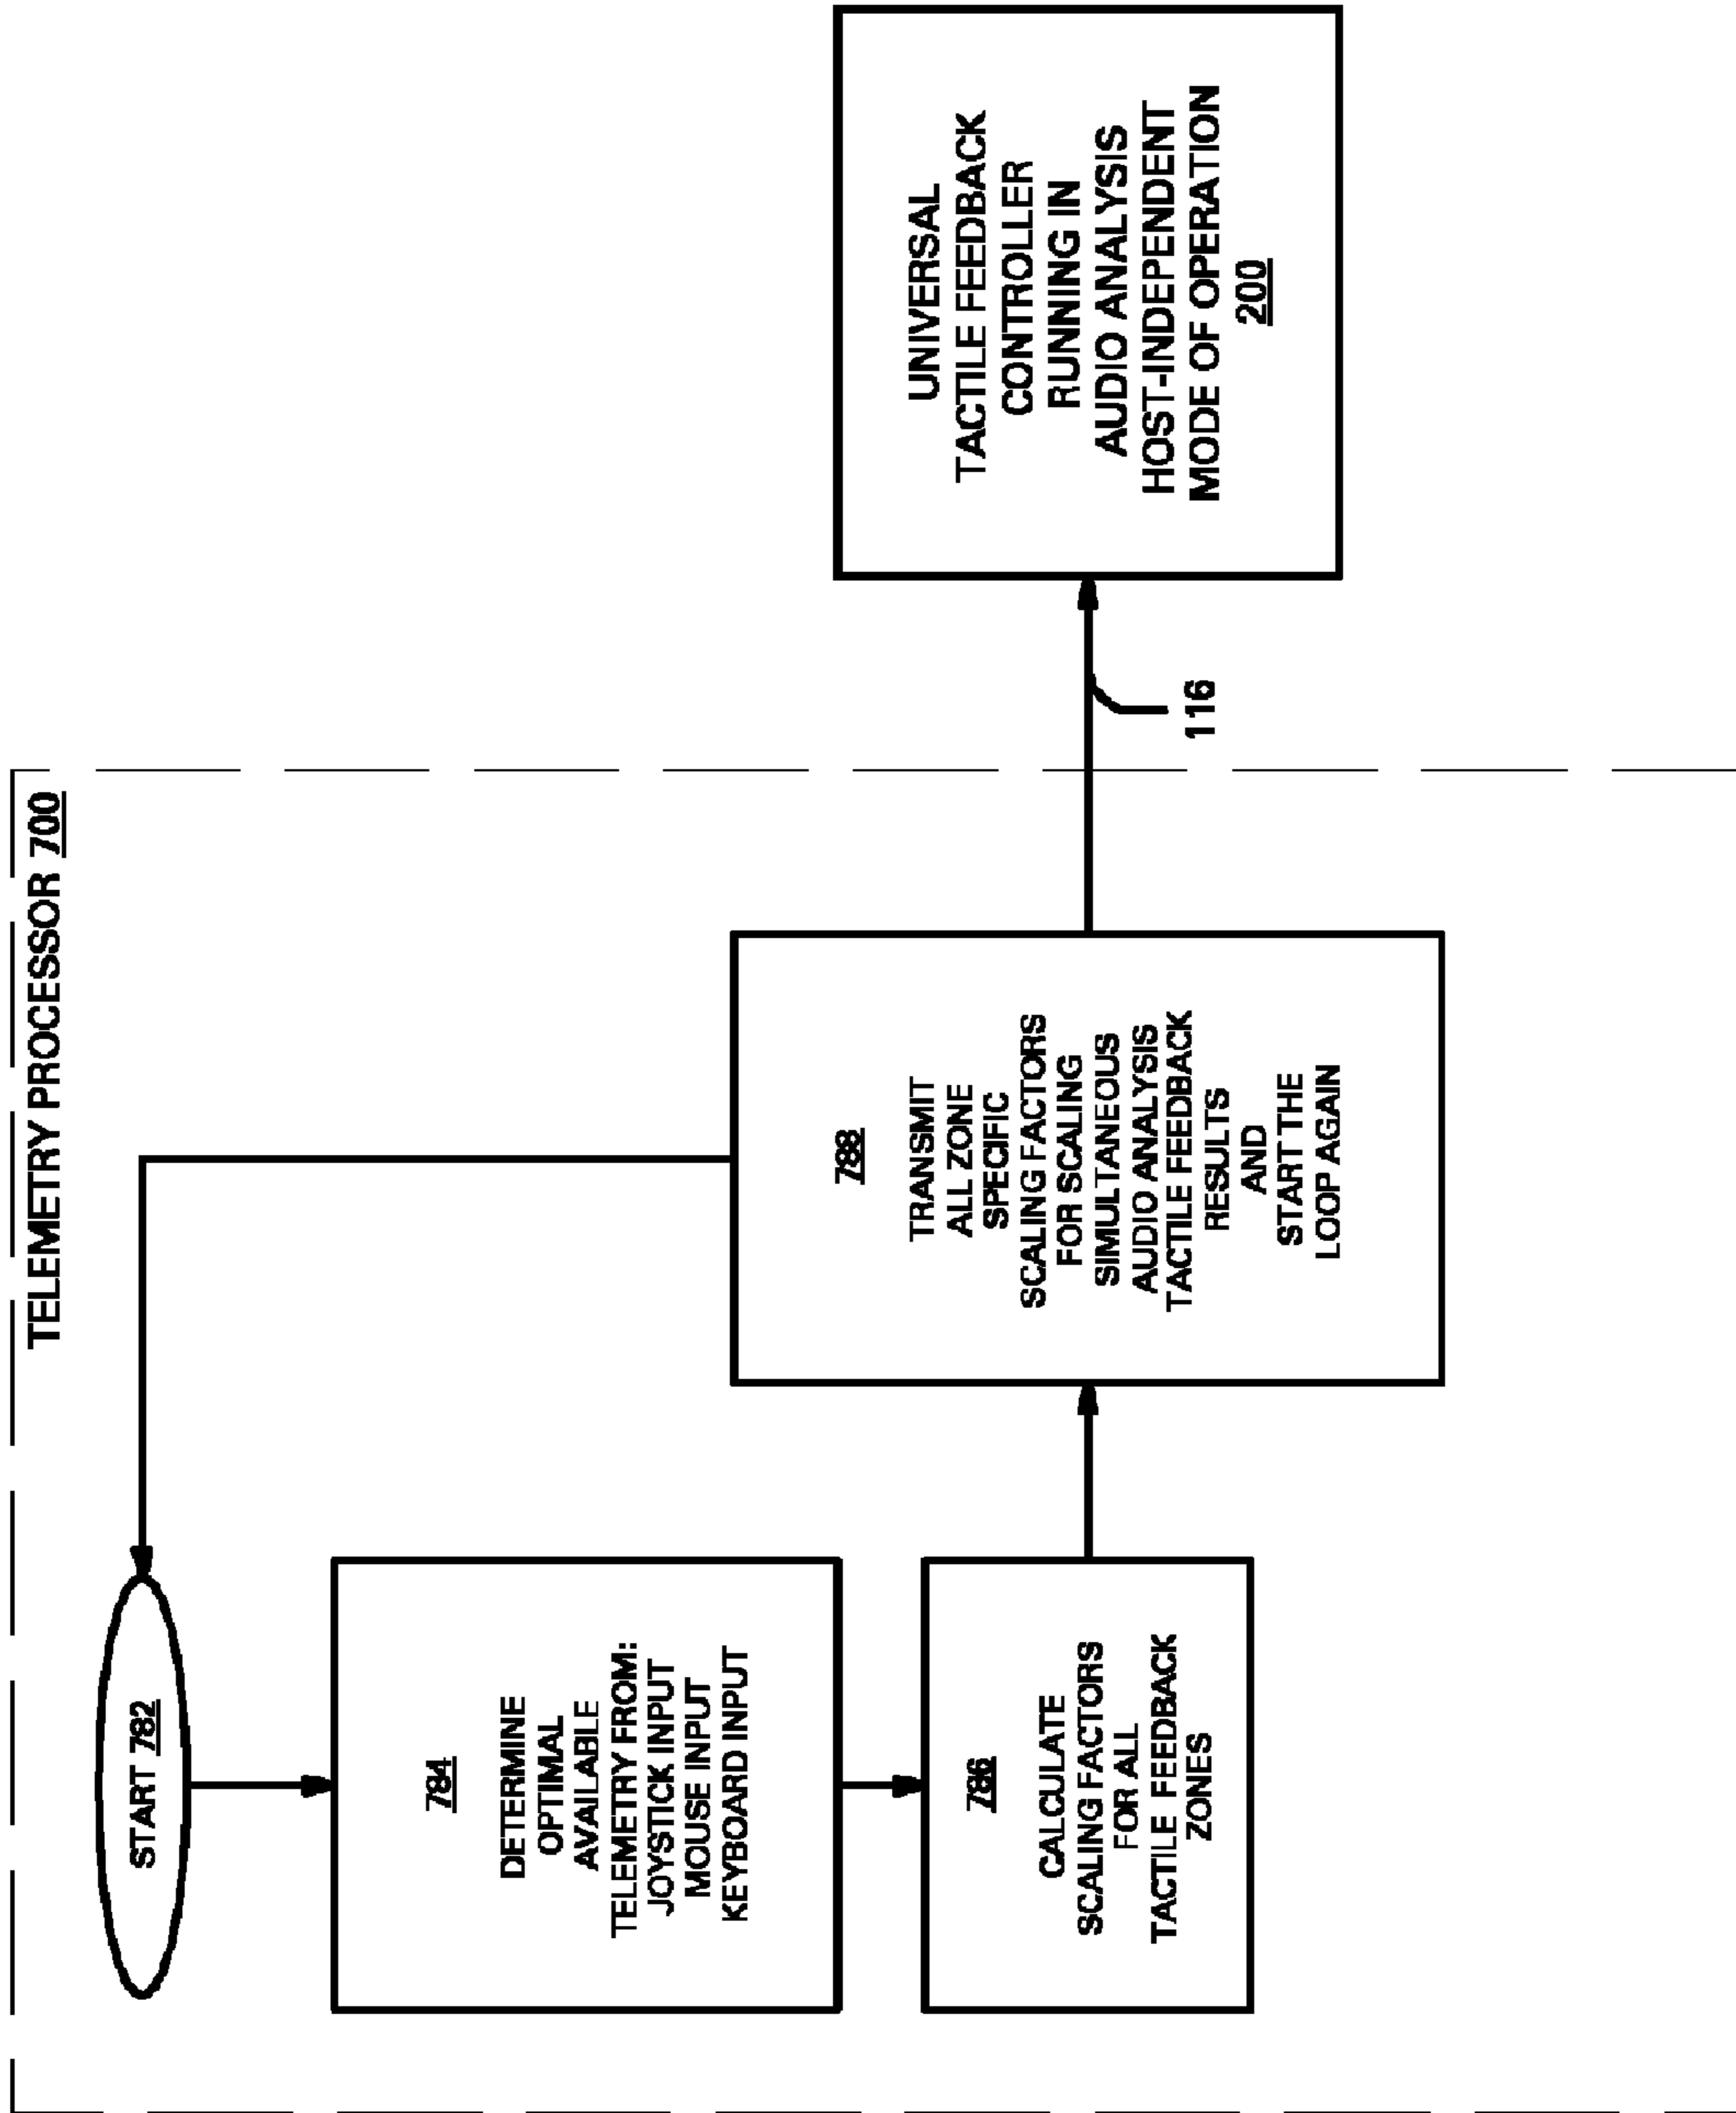 TELEMETRY PROCESSOR 700
START 782
784
DETERMINE
OPTIMAL
AVAILABLE
TELEMETRY FROM:
JOYSTICK INPUT
MOUSE INPUT
KEYBOARD INPUT
786
CALCULATE
SCALING FACTORS
FOR ALL
TACTILE FEEDBACK
ZONES
788
TRANSMIT
ALL ZONE
SPECIFIC
SCALING FACTORS
FOR SCALING
SIMULTANEOUS
AUDIO ANALYSIS
TACTILE FEEDBACK
RESULTS
AND
START THE
LOOP AGAIN
116
UNIVERSAL
TACTILE FEEDBACK
CONTROLLER
RUNNING IN
AUDIO ANALYSIS
HOST-INDEPENDENT
MODE OF OPERATION
200